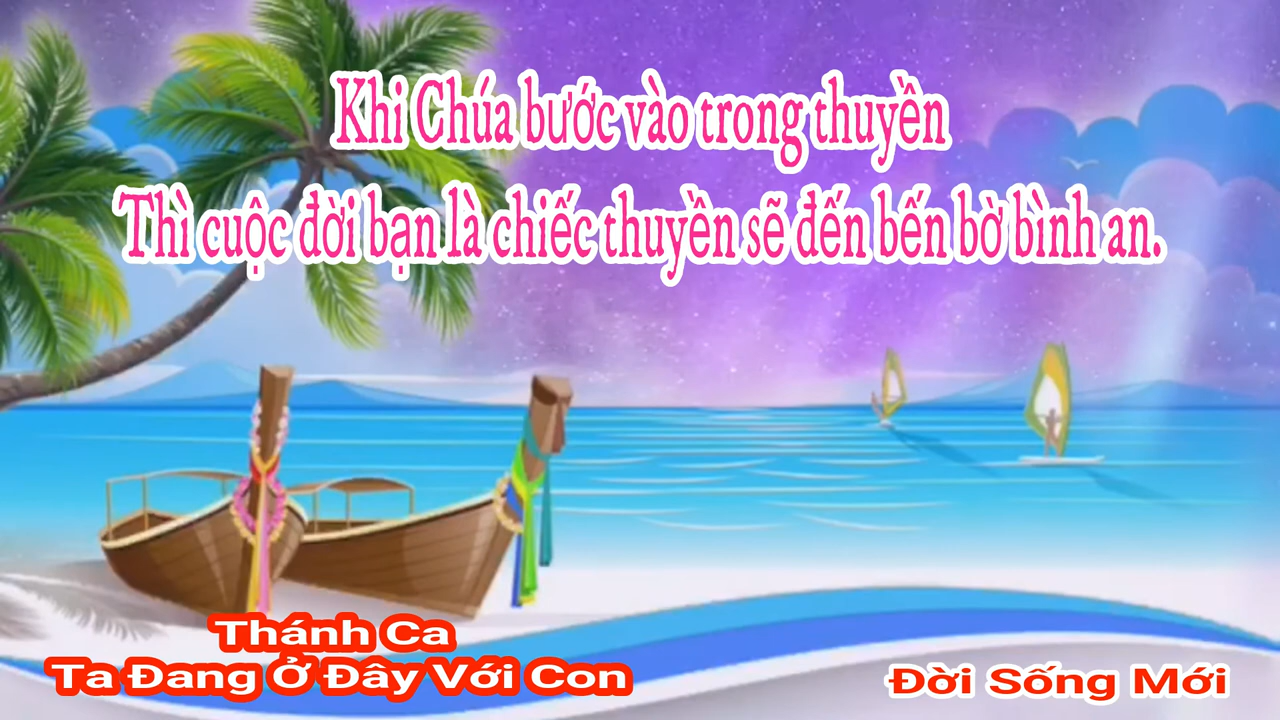 Khi Chúa bước vào trong thuyền
Thì cuộc đời bạn là chiếc thuyền sẽ đến bến bờ bình an.
Thánh Ca
Ta Đang Ở Đây Với Con
Đời Sống Mới